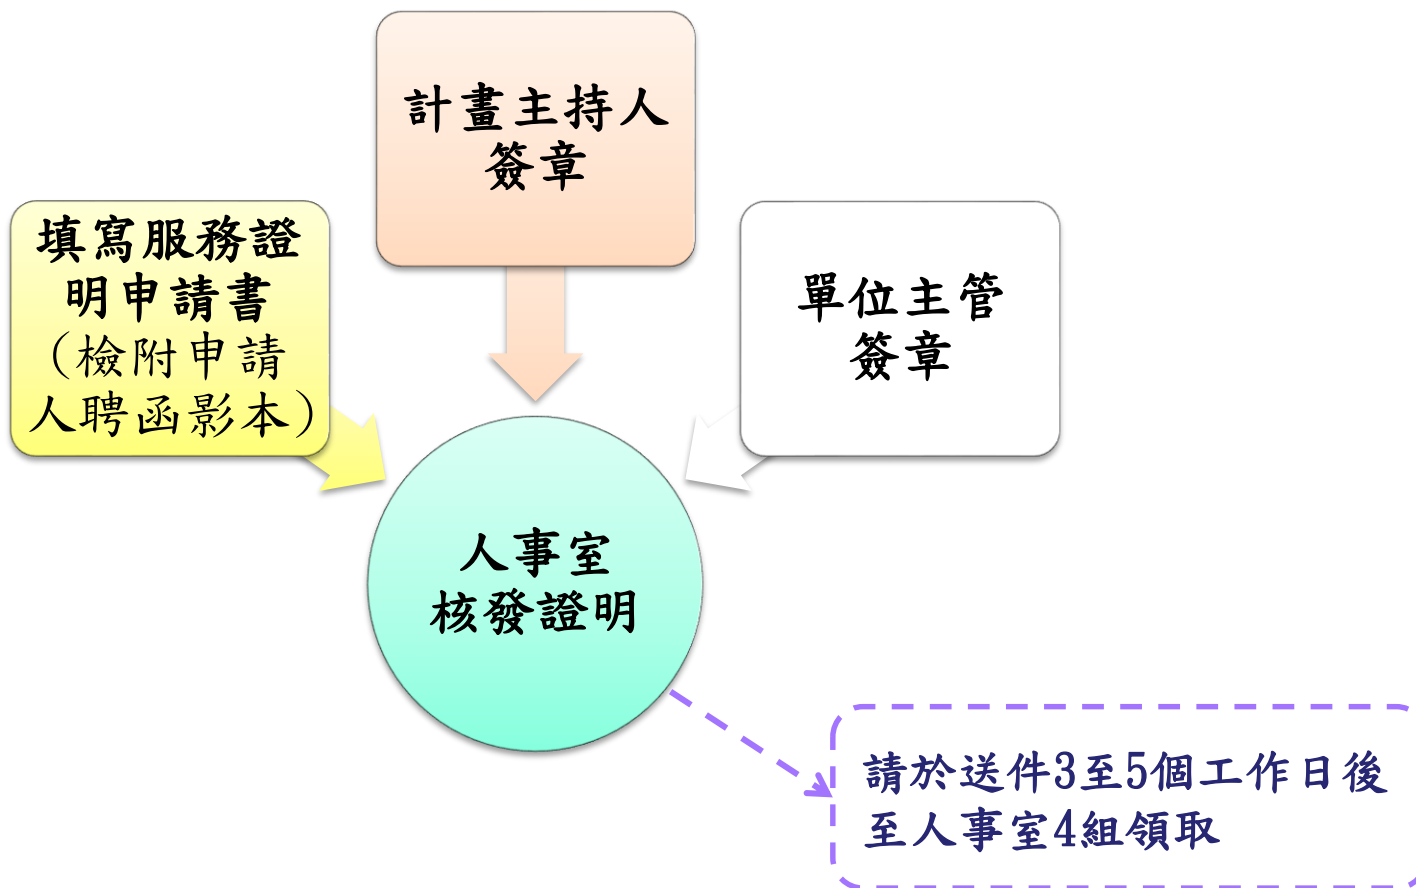 計畫主持人
簽章
填寫服務證
明申請書
（檢附申請
人聘函影本）
單位主管
簽章
人事室
核發證明
請於送件3至5個工作日後
至人事室4組領取